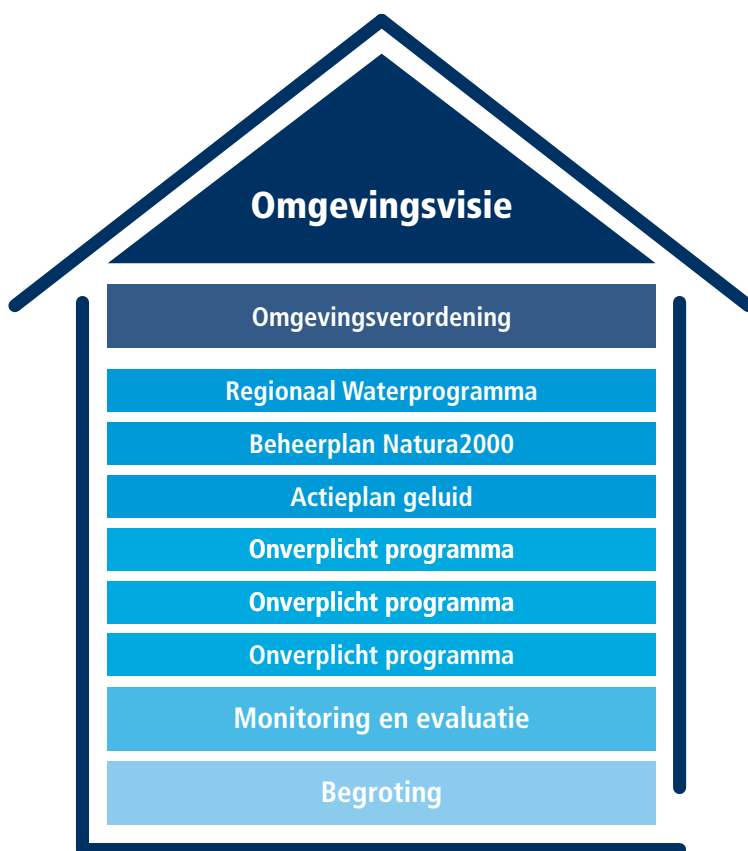 Omgevingsvisie
Omgevingsverordening
Regionaal Waterprogramma
Beheerplan Natura2000
Actieplan geluid
Onverplicht programma
Onverplicht programma
Onverplicht programma
Monitoring en evaluatie
Begroting